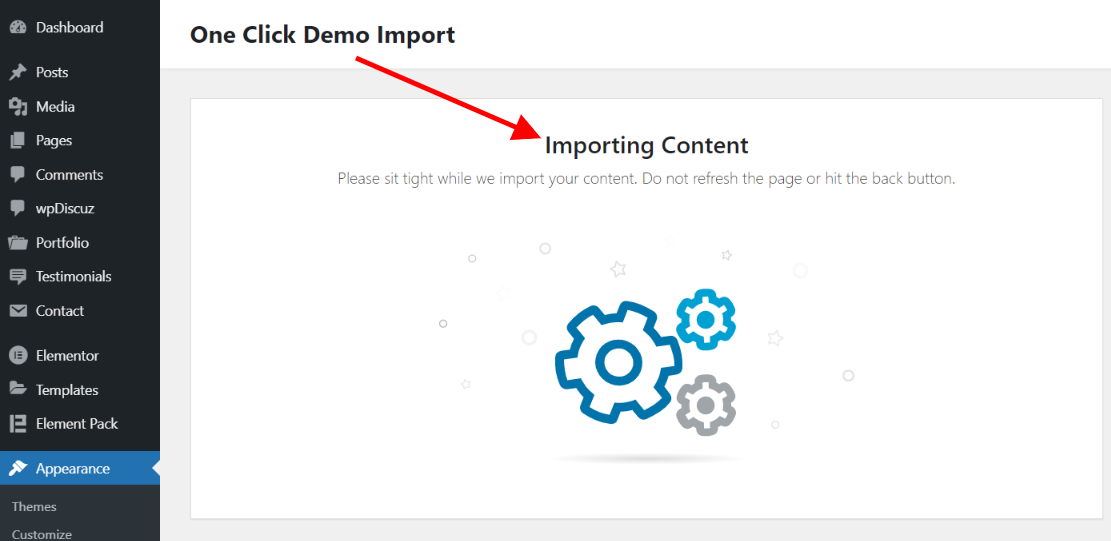 Dashboard
Posts
Media
Pages
Comments
wpDiscuz
Portfolio
Testimonials
Contact
Elementor
Templates
Element Pack
Appearance
Themes
Customize
One Click Demo Import
Importing Content
Please sit tight while we import your content. Do not refresh the page or hit the back button.